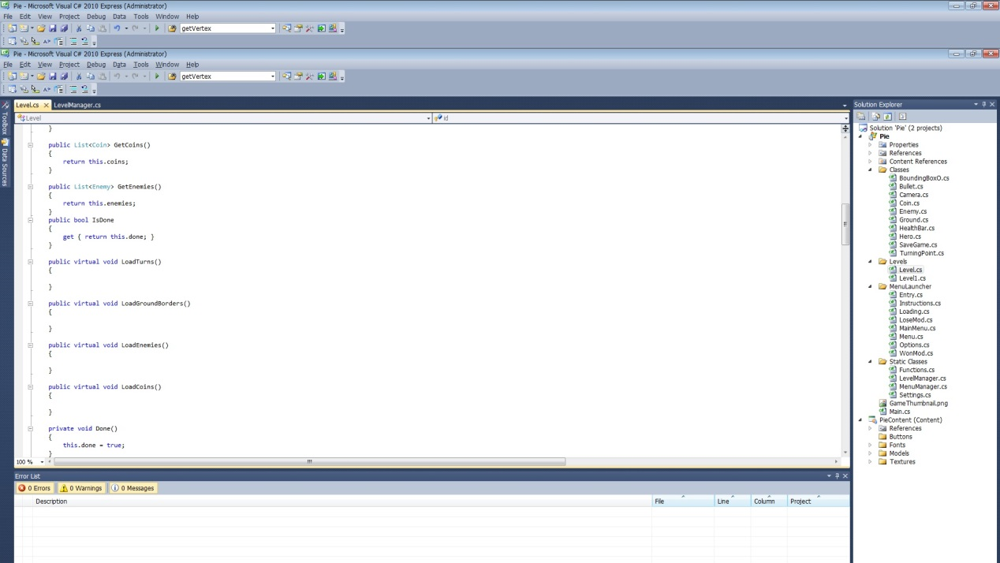 Pie - Microsoft Visual C# 2010 Express (Administrator)
File Edit View Project Debug Data Tools Window Help
getVertex
Pie - Microsoft Visual C# 2010 Express (Administrator)
File Edit View Project Debug Data Tools Window Help
getVertex
Toolbox
Data Sources
Level.cs LevelManager.cs
Level
id
}
public List<Coin> GetCoins()
{
return this.coins;
}
public List<Enemy> GetEnemies()
{
return this.enemies;
}
public bool IsDone
{
get { return this.done; }
}
public virtual void LoadTurns()
{
}
public virtual void LoadGroundBorders()
{
}
public virtual void LoadEnemies()
{
}
public virtual void LoadCoins()
{
}
private void Done()
{
this.done = true;
}
100 %
Error List
0 Errors 0 Warnings 0 Messages
Description File Line Column Project
Solution Explorer
Solution 'Pie' (2 projects)
Pie
Properties
References
Content References
Classes
BoundingBoxO.cs
Bullet.cs
Camera.cs
Coin.cs
Enemy.cs
Ground.cs
HealthBar.cs
Hero.cs
SaveGame.cs
TurningPoint.cs
Levels
Level.cs
Level1.cs
MenuLauncher
Entry.cs
Instructions.cs
Loading.cs
LoseMod.cs
MainMenu.cs
Menu.cs
Options.cs
WonMod.cs
Static Classes
Functions.cs
LevelManager.cs
MenuManager.cs
Settings.cs
GameThumbnail.png
Main.cs
PieContent (Content)
References
Buttons
Fonts
Models
Textures